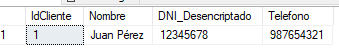 IdCliente Nombre DNI_Desencriptado Telefono
1 1 Juan Pérez 12345678 987654321